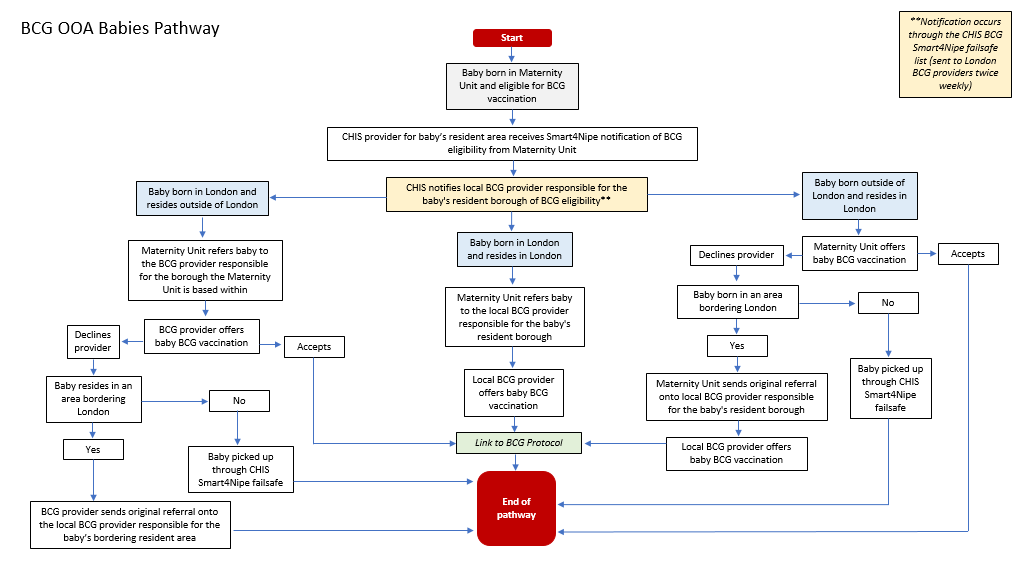 BCG OOA Babies Pathway
**Notification occurs
through the CHIS BCG
Smart4Nipe failsafe
list (sent to London
BCG providers twice
weekly)
Start
Baby born in Maternity
Unit and eligible for BCG
vaccination
CHIS provider for baby's resident area receives Smart4Nipe notification of BCG
eligibility from Maternity Unit
CHIS notifies local BCG provider responsible for the
baby's resident borough of BCG eligibility**
Baby born in London and
resides outside of London
Maternity Unit refers baby to
the BCG provider responsible
for the borough the Maternity
Unit is based within
BCG provider offers
baby BCG vaccination
Declines
provider
Accepts
Baby resides in an
area bordering
London
No
Yes
Baby picked up
through CHIS
Smart4Nipe failsafe
BCG provider sends original referral onto
the local BCG provider responsible for the
baby's bordering resident area
Baby born in London
and resides in London
Maternity Unit refers baby
to the local BCG provider
responsible for the baby's
resident borough
Local BCG provider
offers baby BCG
vaccination
Link to BCG Protocol
End of
pathway
Baby born outside of
London and resides in
London
Maternity Unit offers
baby BCG vaccination
Declines provider
Accepts
Baby born in an area
bordering London
No
Yes
Baby picked up
through CHIS
Smart4Nipe
failsafe
Maternity Unit sends original referral
onto local BCG provider responsible
for the baby's resident borough
Local BCG provider offers
baby BCG vaccination